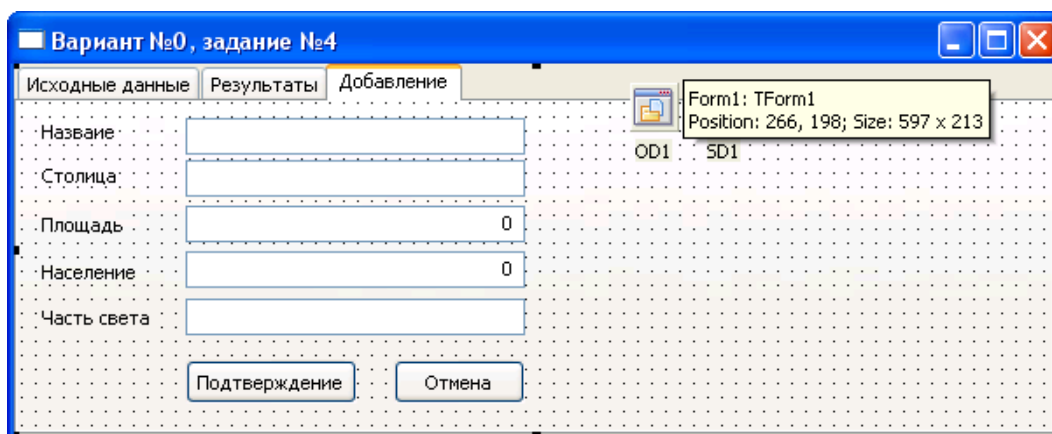 Вариант №0, задание №4
Исходные данные Результаты Добавление
Form1: TForm1
Position: 266, 198; Size: 597 x 213
OD1 SD1
Назваие
Столица
Площадь 0
Население 0
Часть света
Подтверждение Отмена